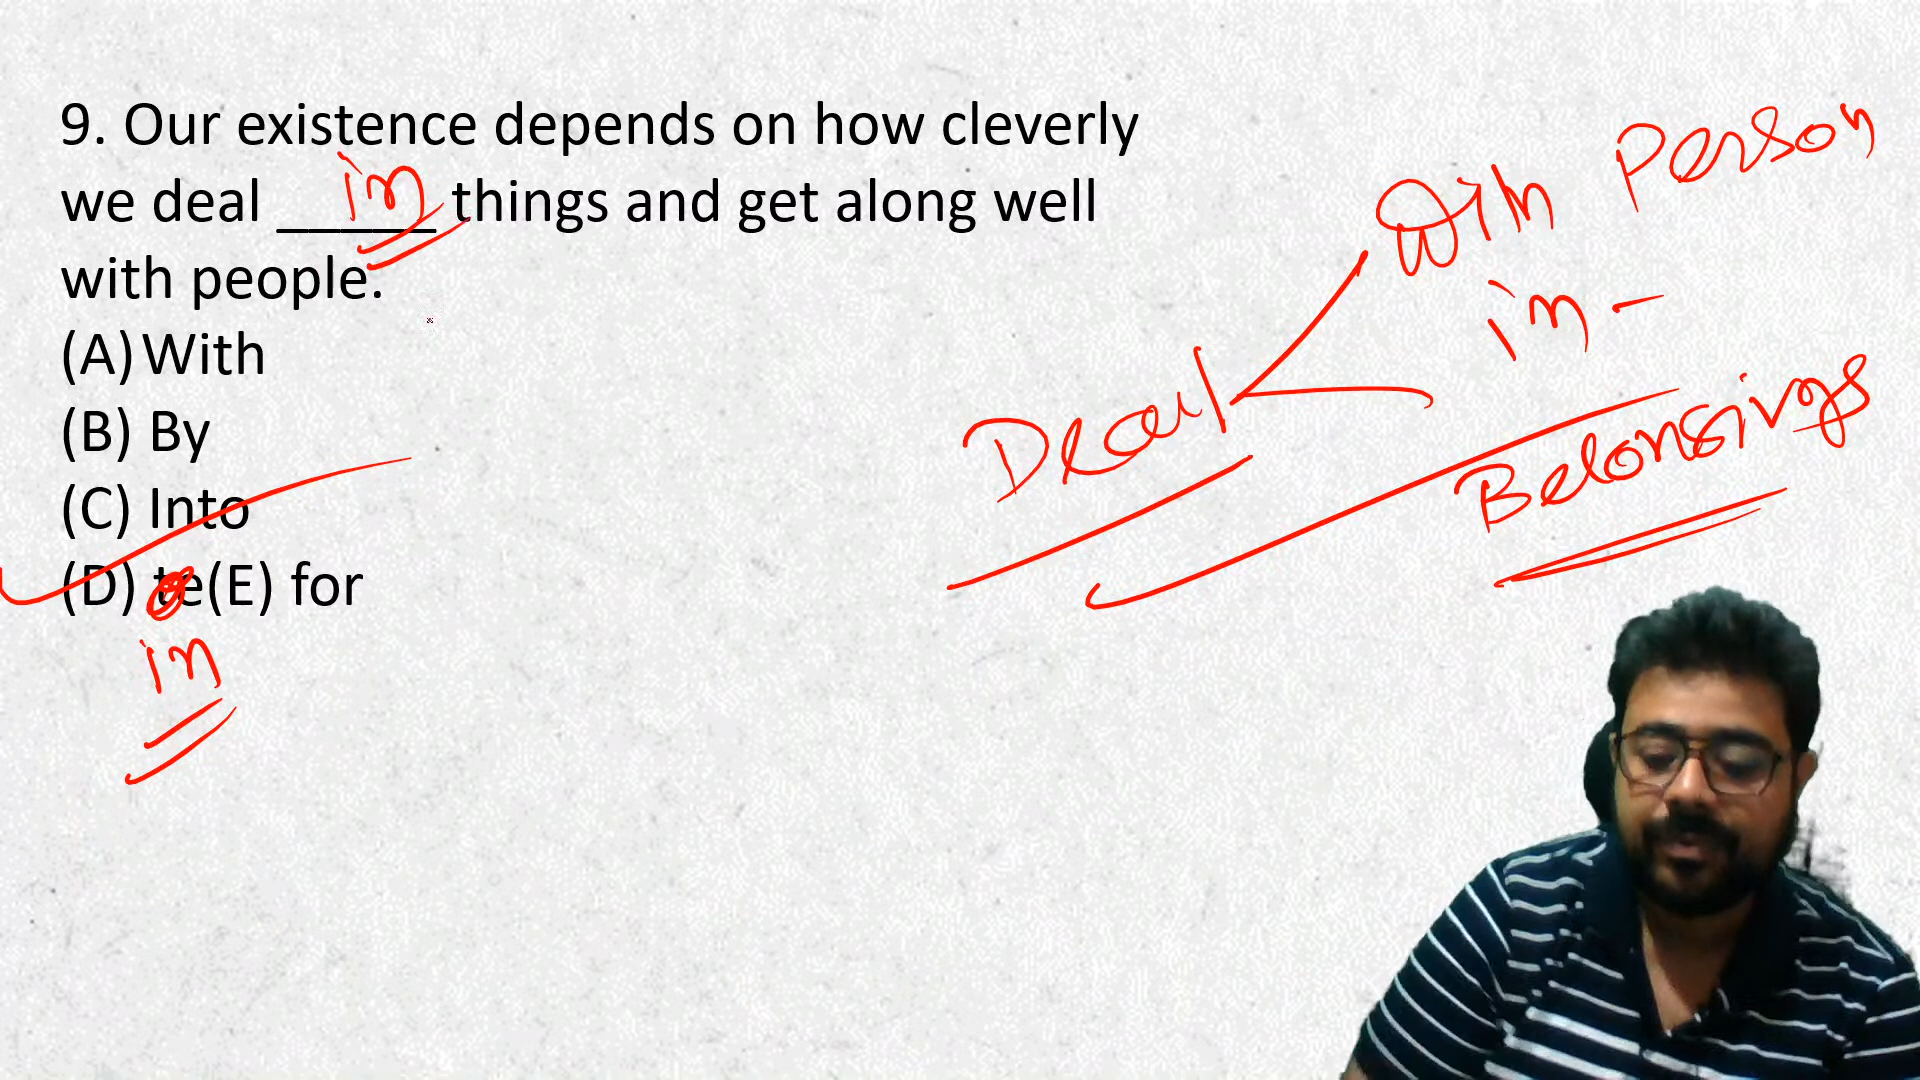 9. Our existence depends on how cleverly
we deal in things and get along well
with people.
(A) With
(B) By
(C) Into
(D) te(E) for
in
Deal
With Person
in -
Belongings